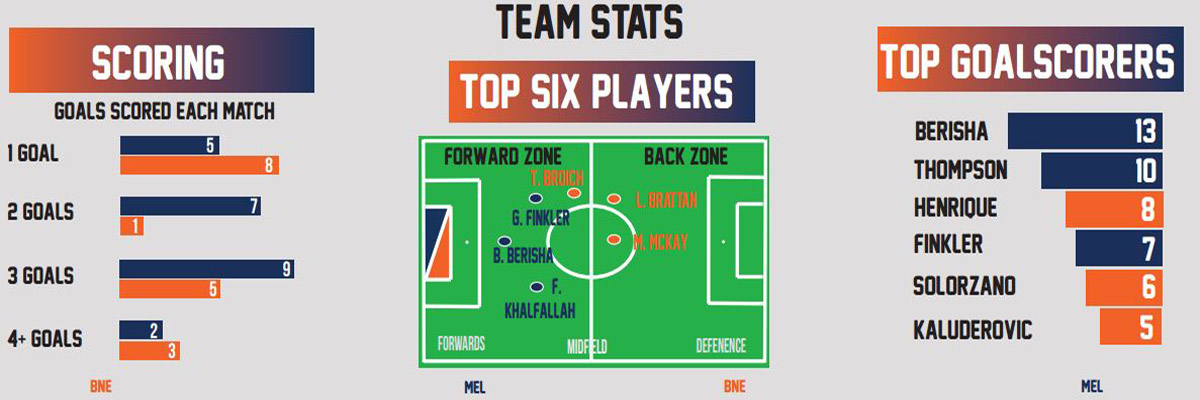 TEAM STATS
SCORING
GOALS SCORED EACH MATCH
1 GOAL
5
8
2 GOALS
7
1
3 GOALS
9
5
4+ GOALS
2
3
BNE
TOP SIX PLAYERS
FORWARD ZONE
BACK ZONE
T. BROICH
L. BRATTAN
G. FINKLER
M. MCKAY
B. BERISHA
F.
KHALFALLAH
FORWARDS
MIDFIELD
DEFENENCE
MEL
BNE
TOP GOALSCORERS
BERISHA 13
THOMPSON 10
HENRIQUE 8
FINKLER 7
SOLORZANO 6
KALUDEROVIC 5
MEL